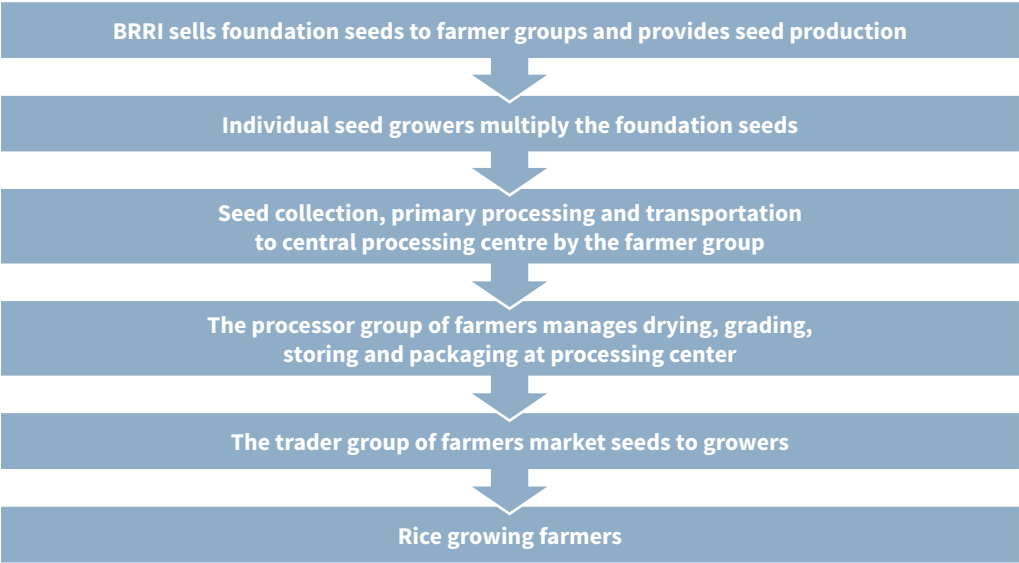 BRRI sells foundation seeds to farmer groups and provides seed production
Individual seed growers multiply the foundation seeds
Seed collection, primary processing and transportation
to central processing centre by the farmer group
The processor group of farmers manages drying, grading,
storing and packaging at processing center
The trader group of farmers market seeds to growers
Rice growing farmers